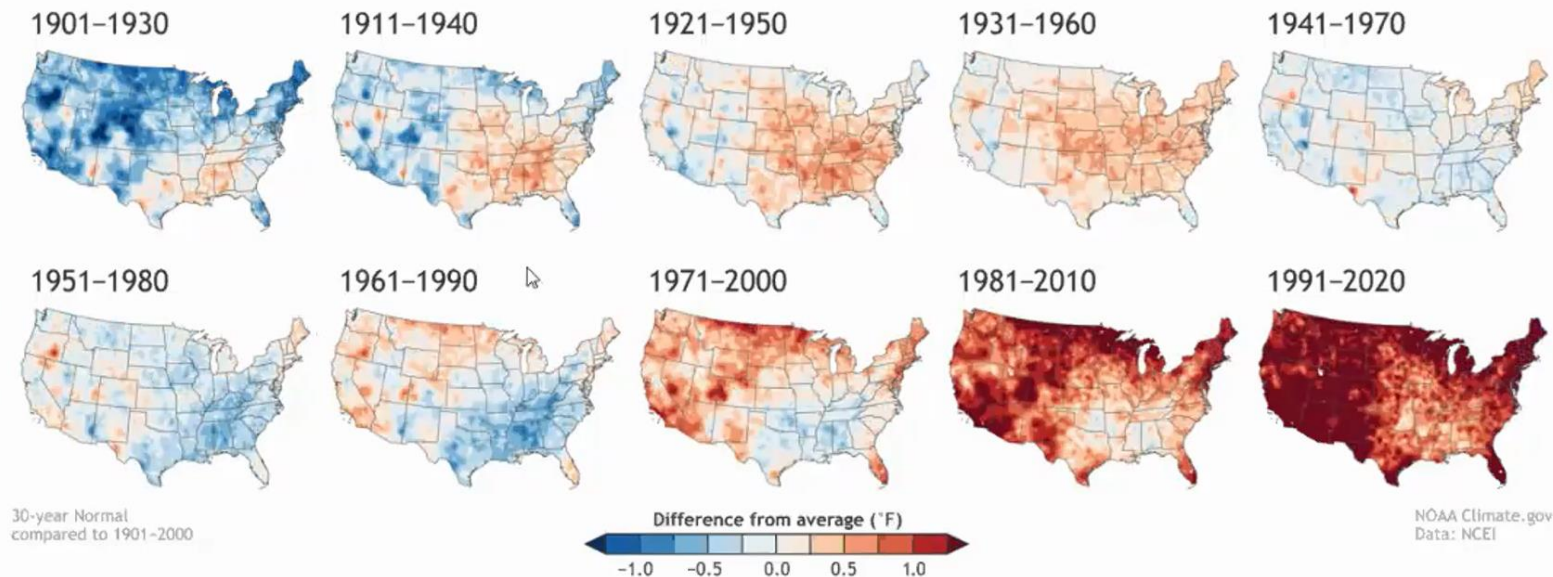 1901–1930
1911–1940
1921–1950
1931–1960
1941–1970
1951–1980
1961–1990
1971–2000
1981–2010
1991–2020
30-year Normal
compared to 1901–2000
Difference from average (°F)
−1.0 −0.5 0.0 0.5 1.0
NOAA Climate.gov
Data: NCEI